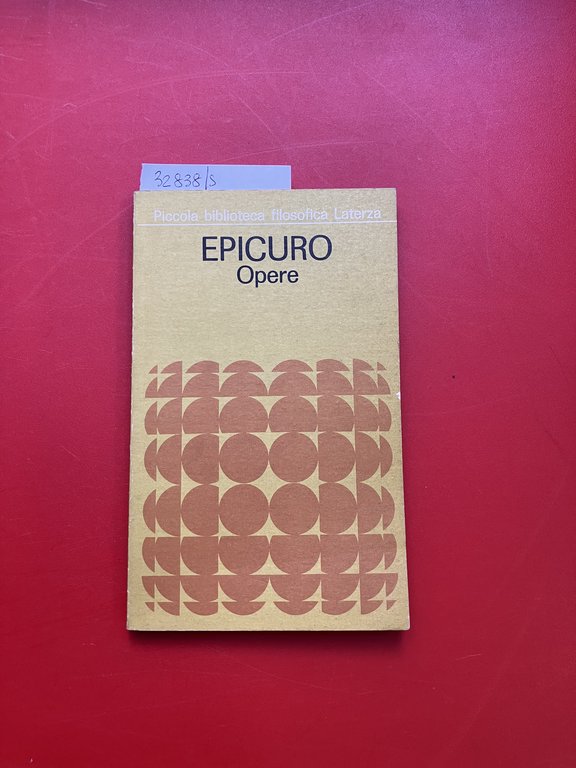 32838/s
Piccola biblioteca filosofica Laterza
EPICURO
Opere